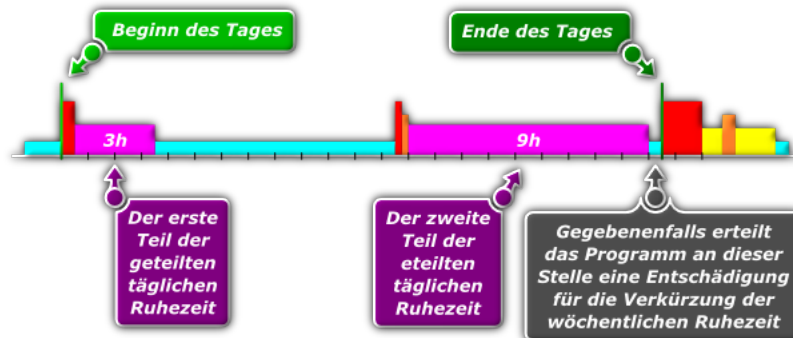 Beginn des Tages
Ende des Tages
3h
9h
Der erste
Teil der
geteilten
täglichen
Ruhezeit
Der zweite
Teil der
eteilten
täglichen
Ruhezeit
Gegebenenfalls erteilt
das Programm an dieser
Stelle eine Entschädigung
für die Verkürzung der
wöchentlichen Ruhezeit